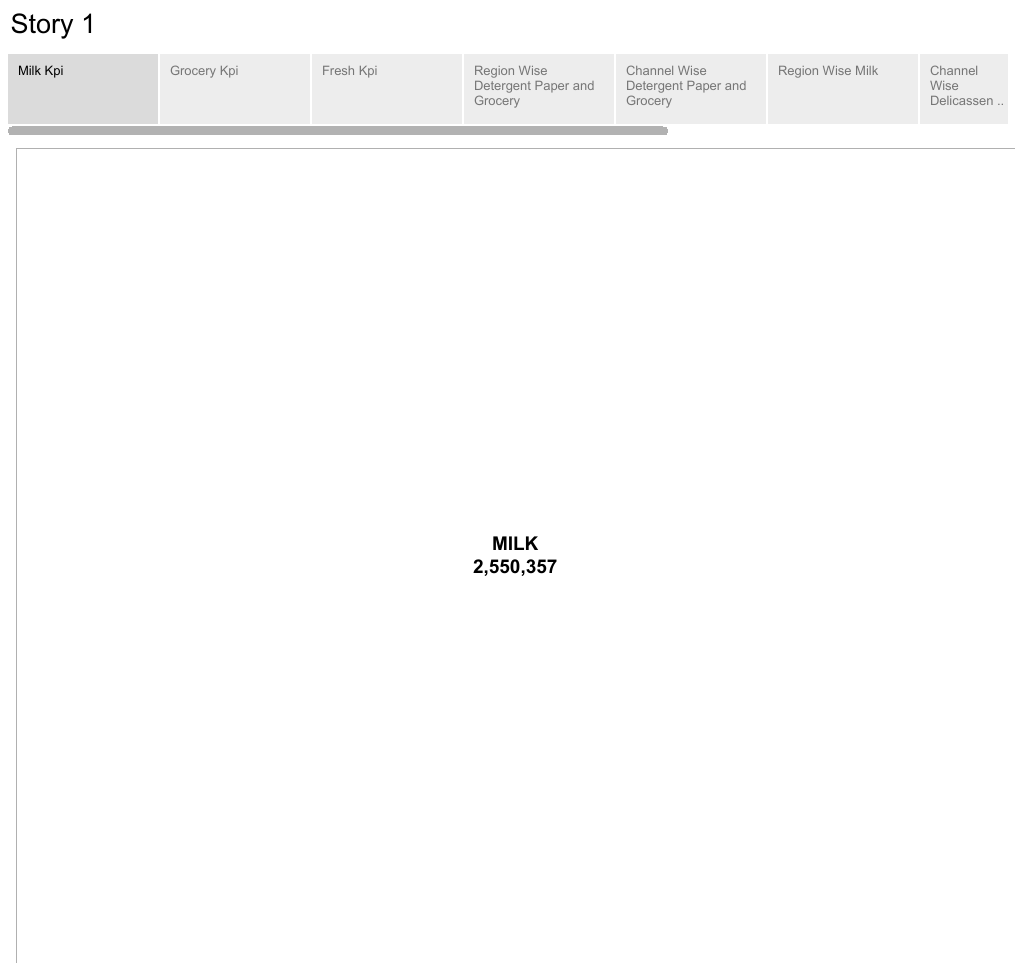 Story 1
Milk Kpi
Grocery Kpi
Fresh Kpi
Region Wise
Detergent Paper and
Grocery
Channel Wise
Detergent Paper and
Grocery
Region Wise Milk
Channel
Wise
Delicassen ..
MILK
2,550,357